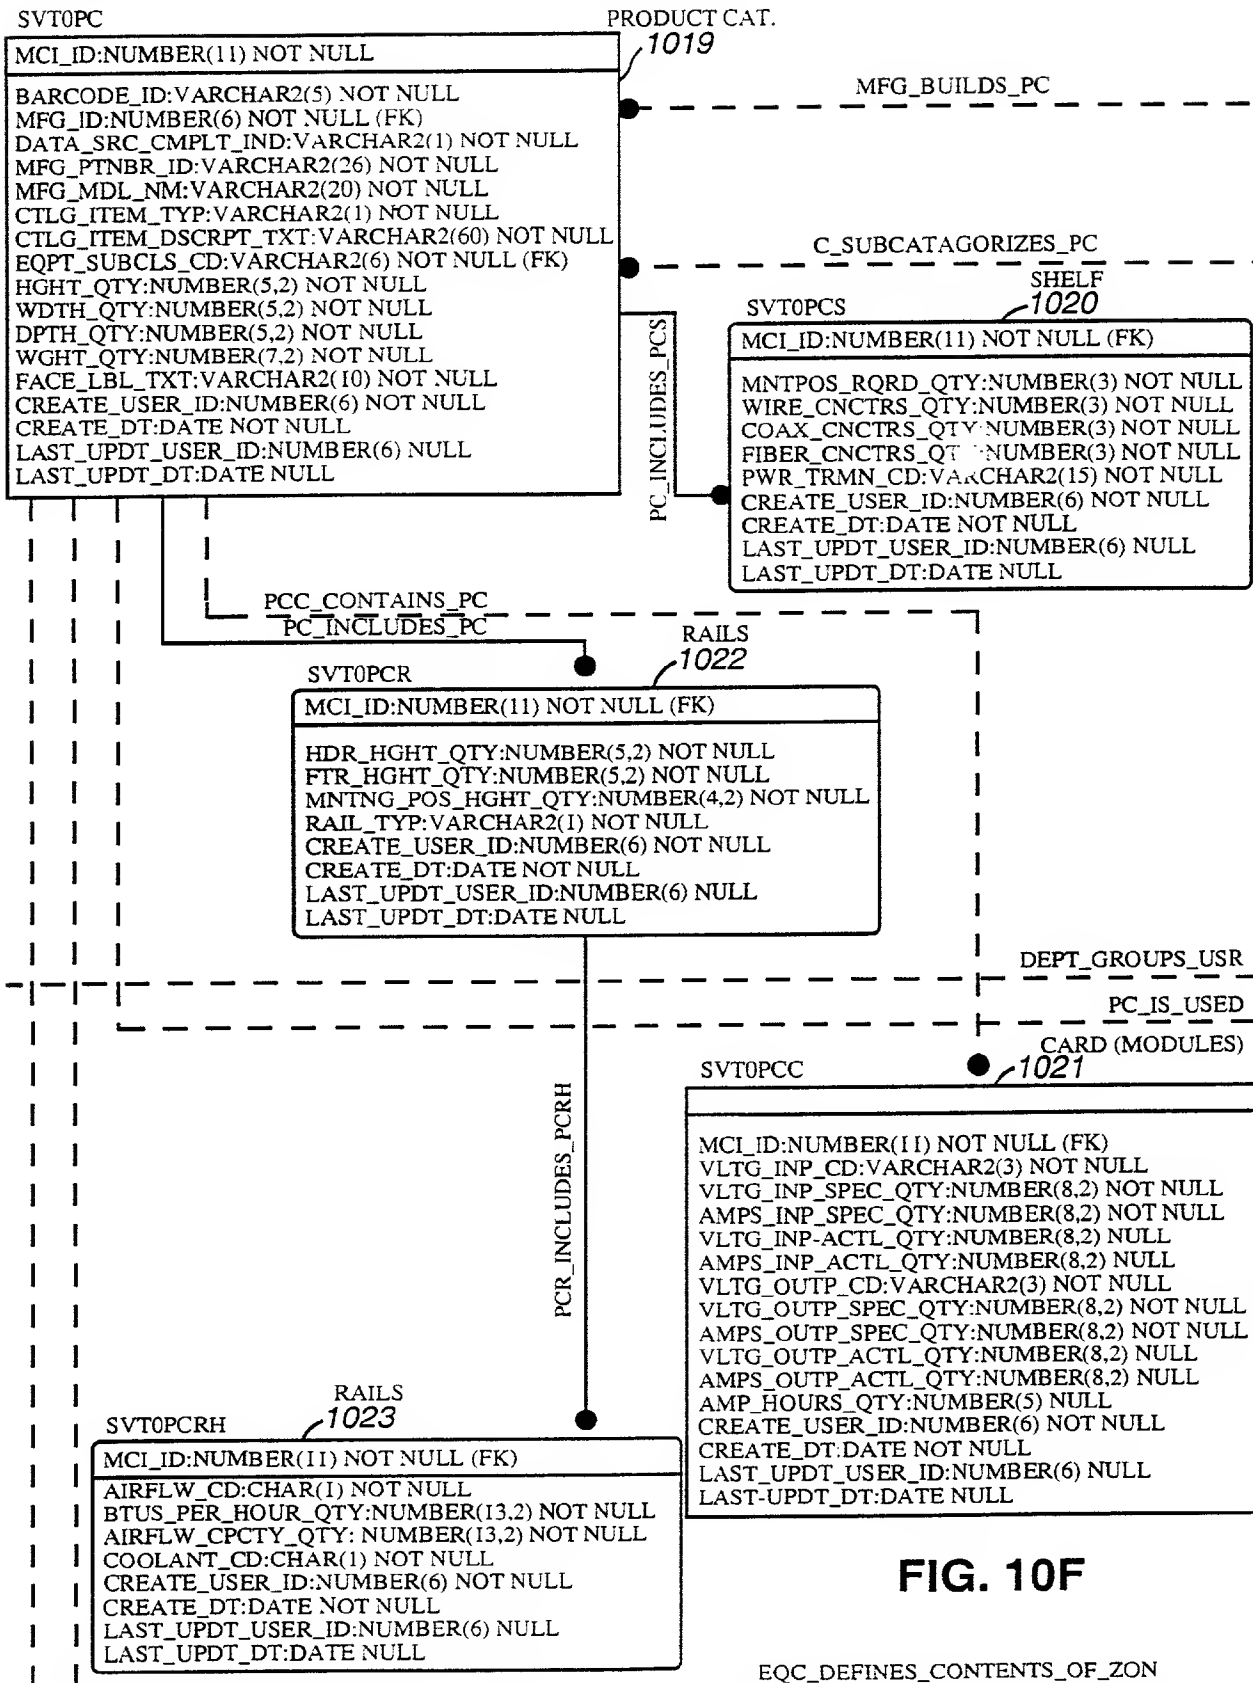 SVT0PC
PRODUCT CAT.
1019
MCI_ID:NUMBER(11) NOT NULL
BARCODE_ID:VARCHAR2(5) NOT NULL
MFG_ID:NUMBER(6) NOT NULL (FK)
DATA_SRC_CMPLT_IND:VARCHAR2(1) NOT NULL
MFG_PTNBR_ID:VARCHAR2(26) NOT NULL
MFG_MDL_NM:VARCHAR2(20) NOT NULL
CTLG_ITEM_TYP:VARCHAR2(1) NOT NULL
CTLG_ITEM_DSCRPT_TXT:VARCHAR2(60) NOT NULL
EQPT_SUBCLS_CD:VARCHAR2(6) NOT NULL (FK)
HGHT_QTY:NUMBER(5,2) NOT NULL
WDTH_QTY:NUMBER(5,2) NOT NULL
DPTH_QTY:NUMBER(5,2) NOT NULL
WGHT_QTY:NUMBER(7,2) NOT NULL
FACE_LBL_TXT:VARCHAR2(10) NOT NULL
CREATE_USER_ID:NUMBER(6) NOT NULL
CREATE_DT:DATE NOT NULL
LAST_UPDT_USER_ID:NUMBER(6) NULL
LAST_UPDT_DT:DATE NULL
MFG_BUILDS_PC
C_SUBCATAGORIZES_PC
PC_INCLUDES_PCS
SHELF
SVT0PCS
1020
MCI_ID:NUMBER(11) NOT NULL (FK)
MNTPOS_RQRD_QTY:NUMBER(3) NOT NULL
WIRE_CNCTRS_QTY:NUMBER(3) NOT NULL
COAX_CNCTRS_QTY:NUMBER(3) NOT NULL
FIBER_CNCTRS_QT NUMBER(3) NOT NULL
PWR_TRMN_CD:VARCHAR2(15) NOT NULL
CREATE_USER_ID:NUMBER(6) NOT NULL
CREATE_DT:DATE NOT NULL
LAST_UPDT_USER_ID:NUMBER(6) NULL
LAST_UPDT_DT:DATE NULL
PCC_CONTAINS_PC
PC_INCLUDES_PC
RAILS
1022
SVT0PCR
MCI_ID:NUMBER(11) NOT NULL (FK)
HDR_HGHT_QTY:NUMBER(5,2) NOT NULL
FTR_HGHT_QTY:NUMBER(5,2) NOT NULL
MNTNG_POS_HGHT_QTY:NUMBER(4,2) NOT NULL
RAIL_TYP:VARCHAR2(1) NOT NULL
CREATE_USER_ID:NUMBER(6) NOT NULL
CREATE_DT:DATE NOT NULL
LAST_UPDT_USER_ID:NUMBER(6) NULL
LAST_UPDT_DT:DATE NULL
DEPT_GROUPS_USR
PC_IS_USED
PCR_INCLUDES_PCRH
CARD (MODULES)
SVT0PCC
1021
MCI_ID:NUMBER(11) NOT NULL (FK)
VLTG_INP_CD:VARCHAR2(3) NOT NULL
VLTG_INP_SPEC_QTY:NUMBER(8,2) NOT NULL
AMPS_INP_SPEC_QTY:NUMBER(8,2) NOT NULL
VLTG_INP-ACTL_QTY:NUMBER(8,2) NULL
AMPS_INP_ACTL_QTY:NUMBER(8,2) NULL
VLTG_OUTP_CD:VARCHAR2(3) NOT NULL
VLTG_OUTP_SPEC_QTY:NUMBER(8,2) NOT NULL
AMPS_OUTP_SPEC_QTY:NUMBER(8,2) NOT NULL
VLTG_OUTP_ACTL_QTY:NUMBER(8,2) NULL
AMPS_OUTP_ACTL_QTY:NUMBER(8,2) NULL
AMP_HOURS_QTY:NUMBER(5) NULL
CREATE_USER_ID:NUMBER(6) NOT NULL
CREATE_DT:DATE NOT NULL
LAST_UPDT_USER_ID:NUMBER(6) NULL
LAST-UPDT_DT:DATE NULL
RAILS
1023
SVT0PCRH
MCI_ID:NUMBER(11) NOT NULL (FK)
AIRFLW_CD:CHAR(1) NOT NULL
BTUS_PER_HOUR_QTY:NUMBER(13,2) NOT NULL
AIRFLW_CPCTY_QTY: NUMBER(13,2) NOT NULL
COOLANT_CD:CHAR(1) NOT NULL
CREATE_USER_ID:NUMBER(6) NOT NULL
CREATE_DT:DATE NOT NULL
LAST_UPDT_USER_ID:NUMBER(6) NULL
LAST_UPDT_DT:DATE NULL
FIG. 10F
EQC_DEFINES_CONTENTS_OF_ZON